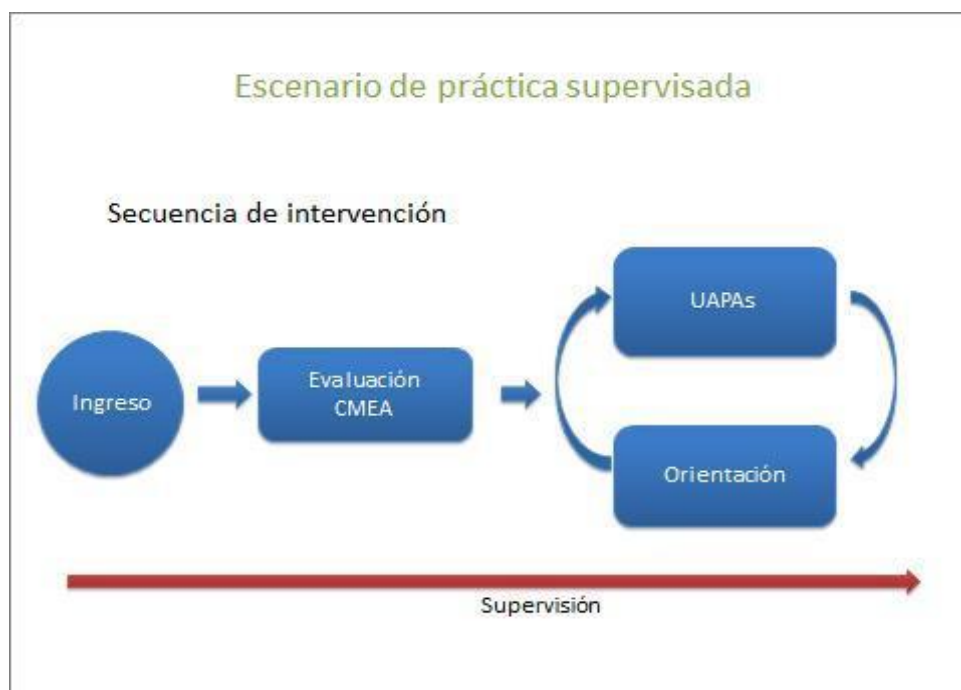 Escenario de práctica supervisada
Secuencia de intervención
Ingreso
Evaluación
CMEA
UAPAs
Orientación
Supervisión